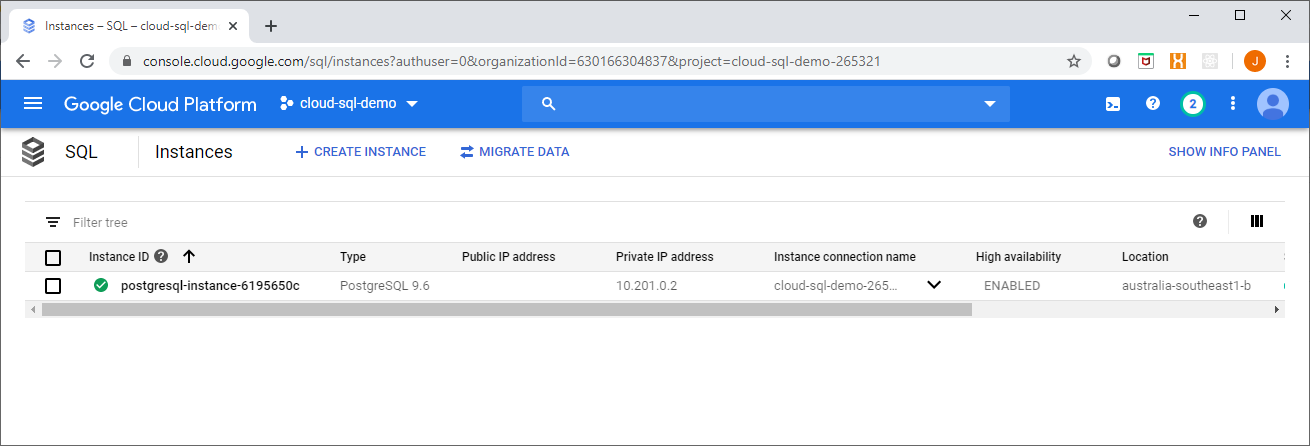 Instances – SQL – cloud-sql-dem
console.cloud.google.com/sql/instances?authuser=0&organizationId=630166304837&project=cloud-sql-demo-265321
J
Google Cloud Platform
cloud-sql-demo
2
SQL
Instances
CREATE INSTANCE
MIGRATE DATA
SHOW INFO PANEL
Filter tree
Instance ID Type Public IP address Private IP address Instance connection name High availability Location
postgresql-instance-6195650c PostgreSQL 9.6 10.201.0.2 cloud-sql-demo-265... ENABLED australia-southeast1-b